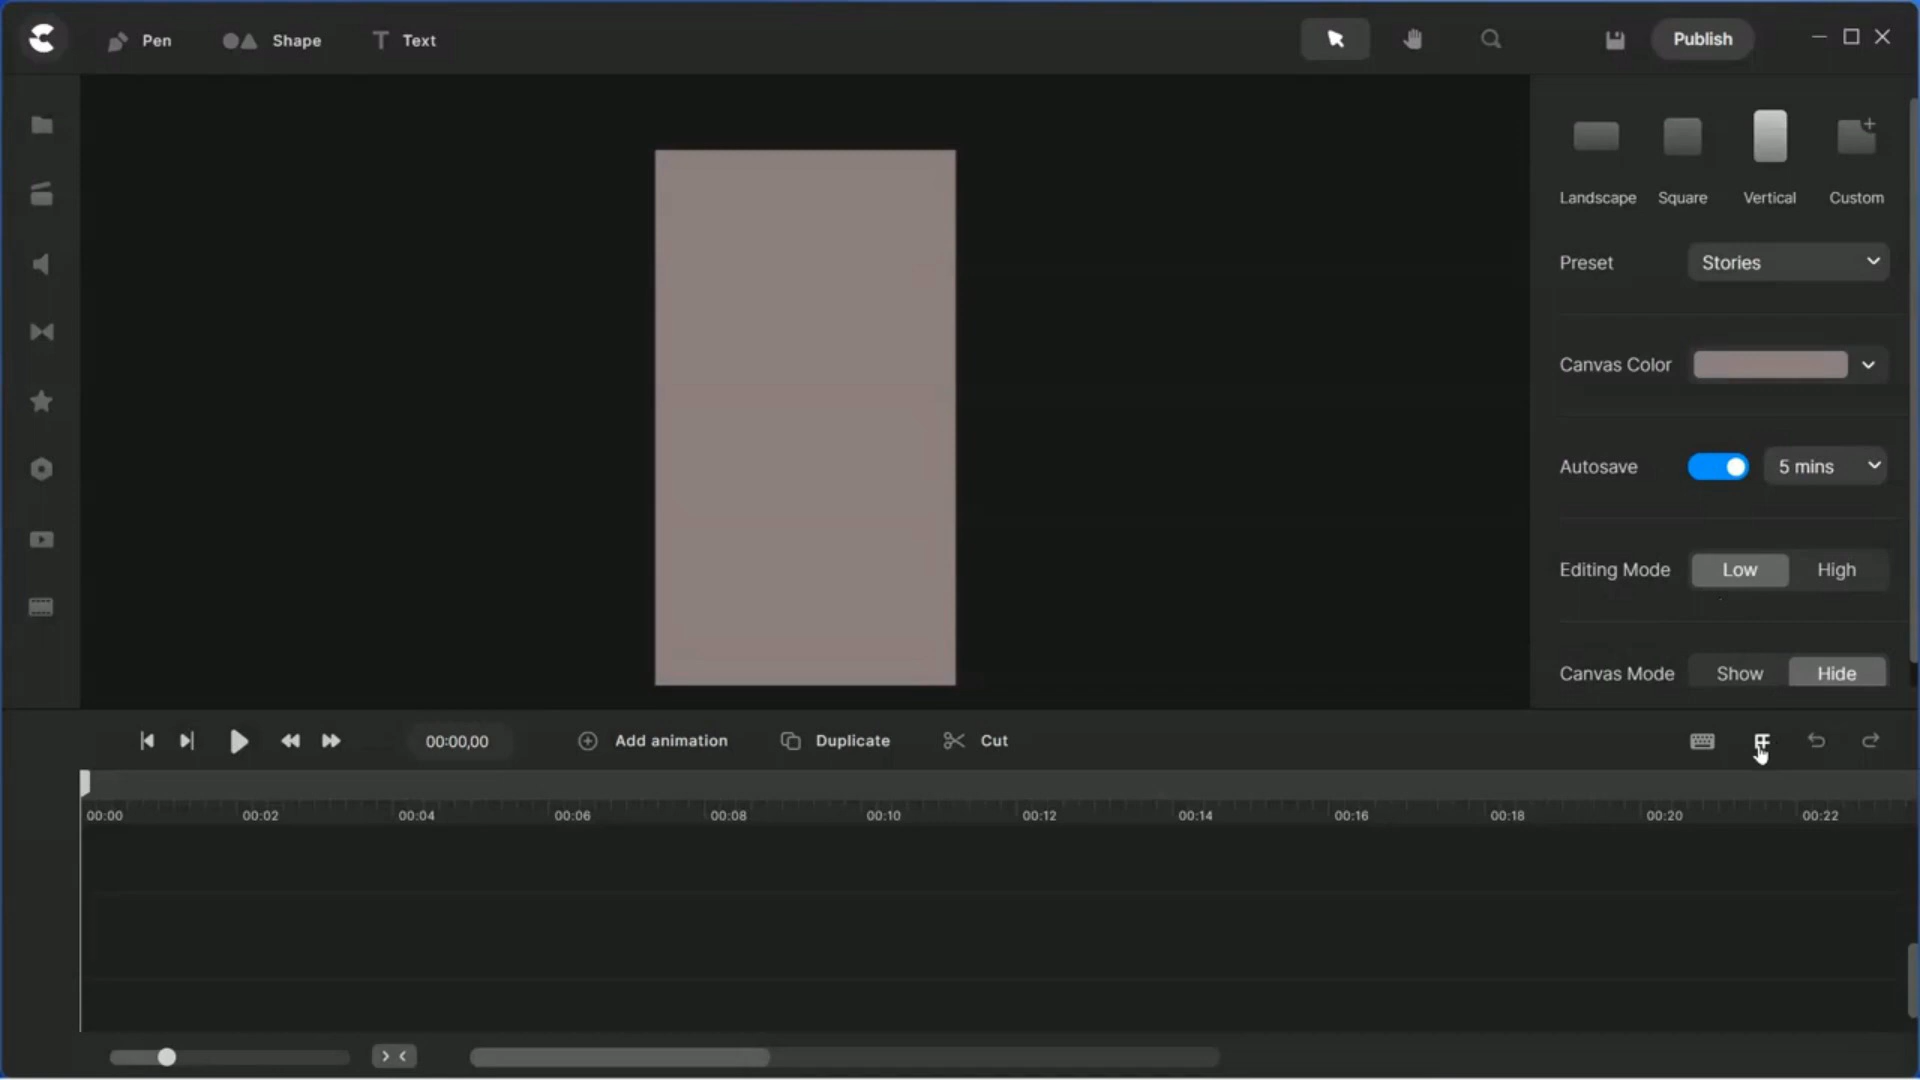 Pen Shape Text Publish
Landscape Square Vertical Custom
Preset Stories
Canvas Color
Autosave 5 mins
Editing Mode Low High
Canvas Mode Show Hide
00:00,00 Add animation Duplicate Cut
00:00 00:02 00:04 00:06 00:08 00:10 00:12 00:14 00:16 00:18 00:20 00:22